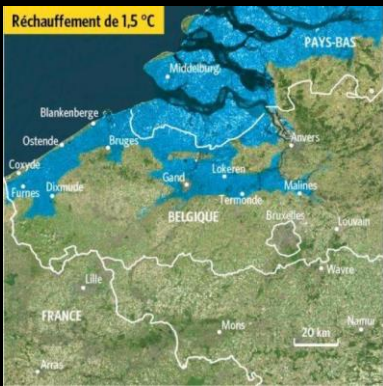 Réchauffement de 1,5 °C
PAYS-BAS
Middelburg
Blankenberge
Ostende
Bruges
Anvers
Coxyde
Gand
Lokeren
Furnes
Dixmude
Termonde
Malines
BELGIQUE
Bruxelles
Louvain
Wavre
Lille
FRANCE
Mons
20 km
Namur
Arras